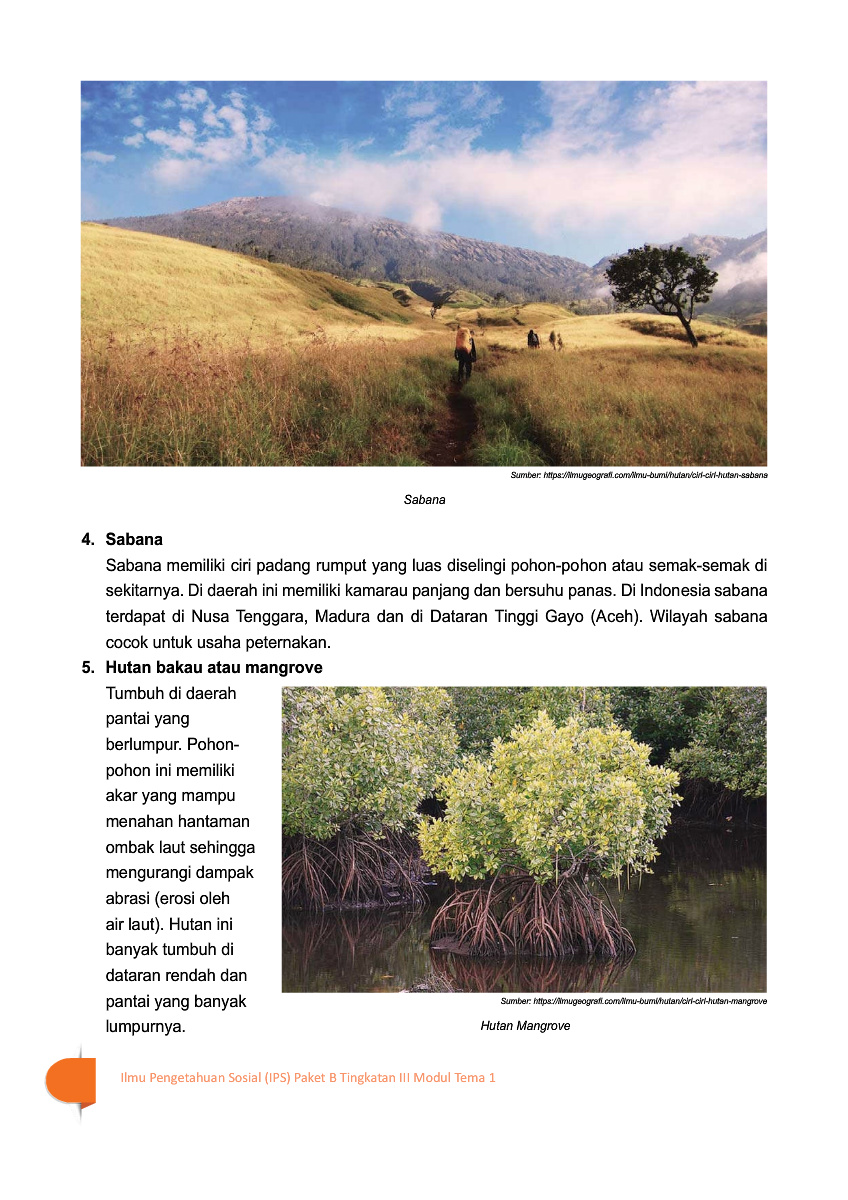 Sumber: https://ilmugeografi.com/ilmu-bumi/hutan/ciri-ciri-hutan-sabana
Sabana
4. Sabana
Sabana memiliki ciri padang rumput yang luas diselingi pohon-pohon atau semak-semak di
sekitarnya. Di daerah ini memiliki kamarau panjang dan bersuhu panas. Di Indonesia sabana
terdapat di Nusa Tenggara, Madura dan di Dataran Tinggi Gayo (Aceh). Wilayah sabana
cocok untuk usaha peternakan.
5. Hutan bakau atau mangrove
Tumbuh di daerah
pantai yang
berlumpur. Pohon-
pohon ini memiliki
akar yang mampu
menahan hantaman
ombak laut sehingga
mengurangi dampak
abrasi (erosi oleh
air laut). Hutan ini
banyak tumbuh di
dataran rendah dan
pantai yang banyak
lumpurnya.
Sumber: https://ilmugeografi.com/ilmu-bumi/hutan/ciri-ciri-hutan-mangrove
Hutan Mangrove
Ilmu Pengetahuan Sosial (IPS) Paket B Tingkatan III Modul Tema 1